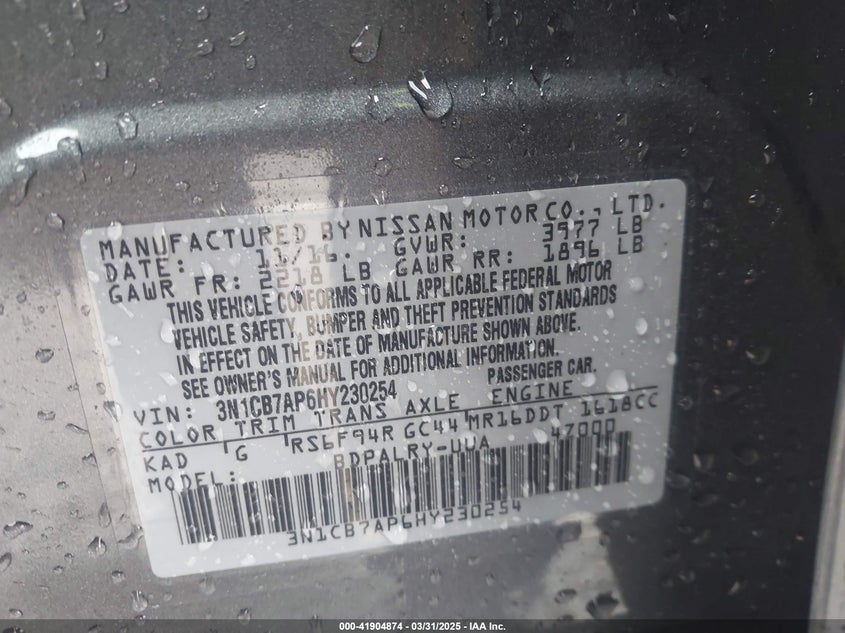 MANUFACTURED BY NISSAN MOTOR CO., LTD.
DATE: 11/16. GVWR: 3977 LB
GAWR FR: 2218 LB GAWR RR: 1896 LB
THIS VEHICLE CONFORMS TO ALL APPLICABLE FEDERAL MOTOR
VEHICLE SAFETY, BUMPER AND THEFT PREVENTION STANDARDS
IN EFFECT ON THE DATE OF MANUFACTURE SHOWN ABOVE.
SEE OWNER'S MANUAL FOR ADDITIONAL INFORMATION.
VIN: 3N1CB7AP6HY230254 PASSENGER CAR.
COLOR TRIM TRANS AXLE ENGINE
KAD G RS6F94R GC44 MR16DDT 1618CC
MODEL: BDPALRY-UUA 47000
3N1CB7AP6HY230254
000-41904874 / 03/31/2025 - IAA Inc.